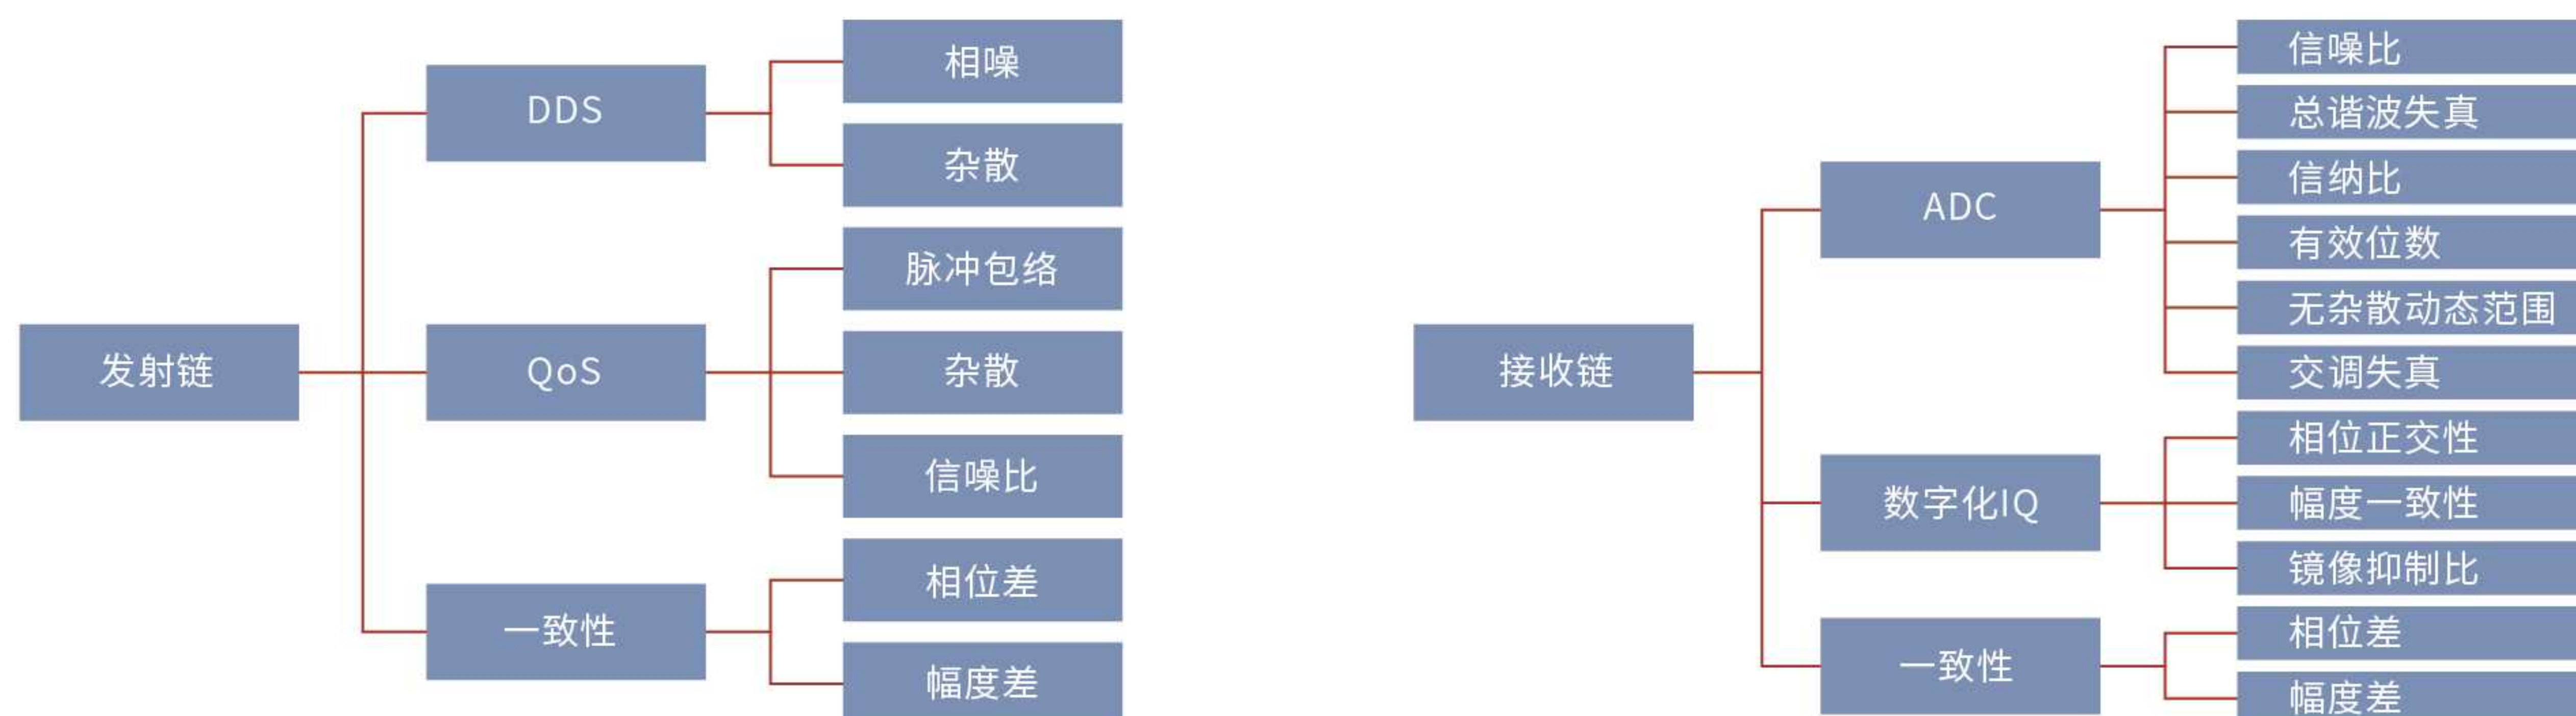 发射链
DDS
相噪
杂散
QoS
脉冲包络
杂散
信噪比
一致性
相位差
幅度差
接收链
ADC
信噪比
总谐波失真
信纳比
有效位数
无杂散动态范围
交调失真
数字化IQ
相位正交性
幅度一致性
镜像抑制比
一致性
相位差
幅度差